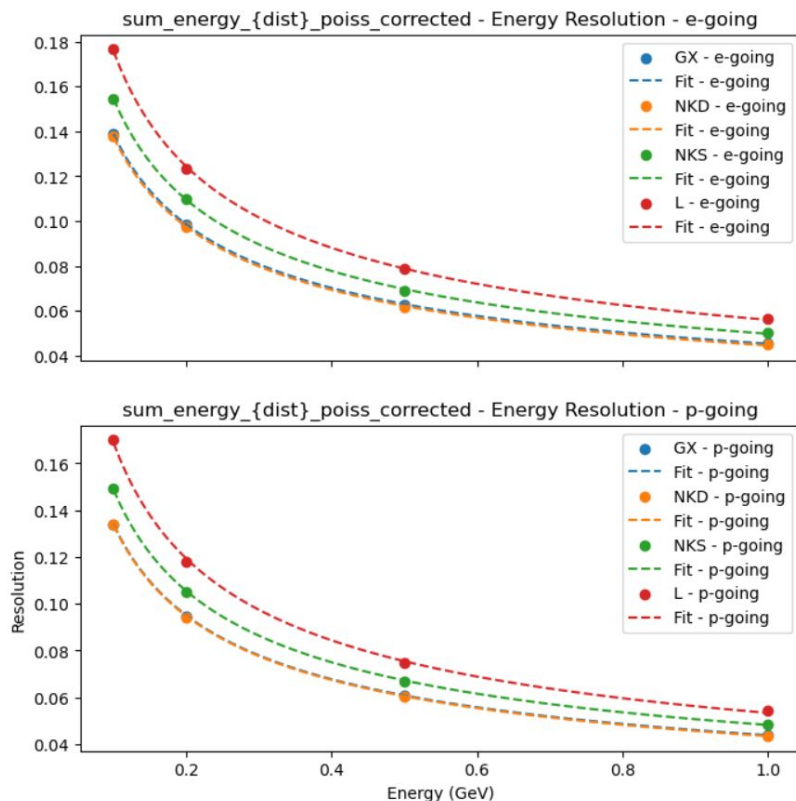 sum_energy_{dist}_poiss_corrected - Energy Resolution - e-going
0.18
0.16
0.14
0.12
0.10
0.08
0.06
0.04
GX - e-going
Fit - e-going
NKD - e-going
Fit - e-going
NKS - e-going
Fit - e-going
L - e-going
Fit - e-going
sum_energy_{dist}_poiss_corrected - Energy Resolution - p-going
Resolution
0.16
0.14
0.12
0.10
0.08
0.06
0.04
GX - p-going
Fit - p-going
NKD - p-going
Fit - p-going
NKS - p-going
Fit - p-going
L - p-going
Fit - p-going
0.2 0.4 0.6 0.8 1.0
Energy (GeV)